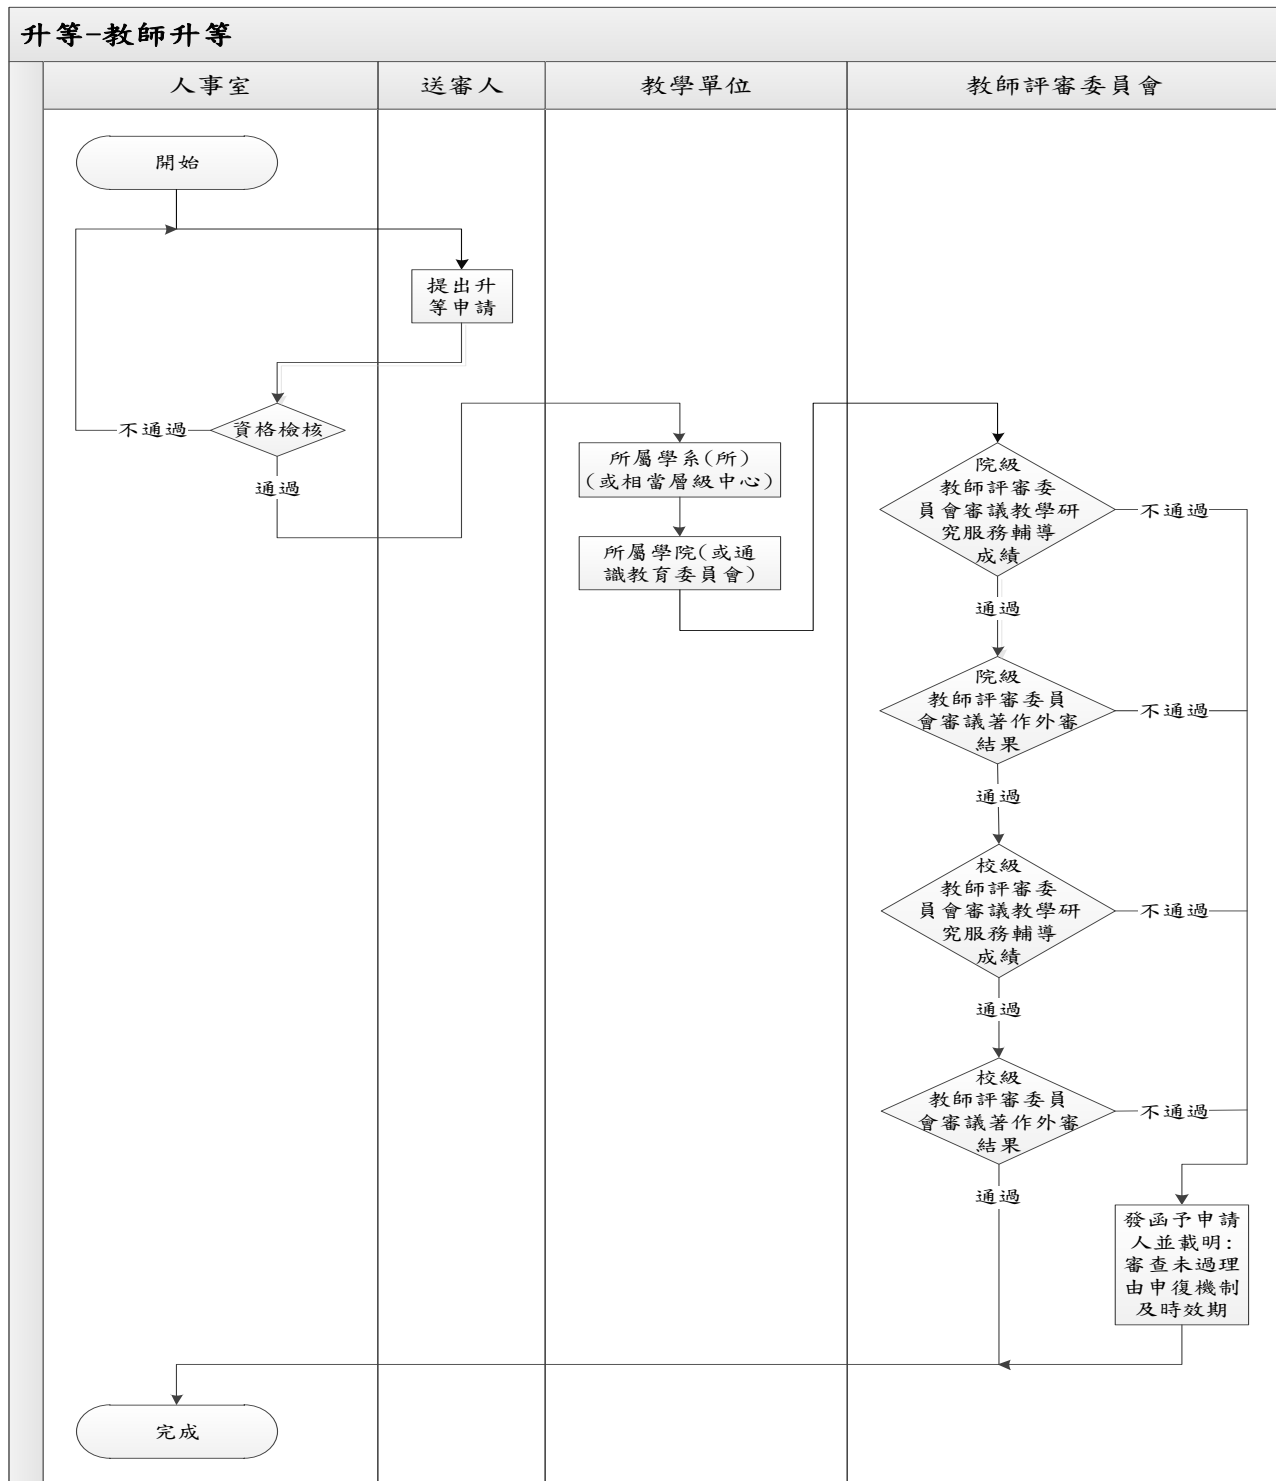 升等-教師升等
人事室
送審人
教學單位
教師評審委員會
開始
提出升
等申請
資格檢核
不通過
通過
所屬學系(所)
(或相當層級中心)
所屬學院(或通
識教育委員會)
院級
教師評審委
員會審議教學研
究服務輔導
成績
不通過
通過
院級
教師評審委員
會審議著作外審
結果
不通過
通過
校級
教師評審委
員會審議教學研
究服務輔導
成績
不通過
通過
校級
教師評審委員
會審議著作外審
結果
不通過
通過
發函予申請
人並載明:
審查未過理
由申復機制
及時效期
完成